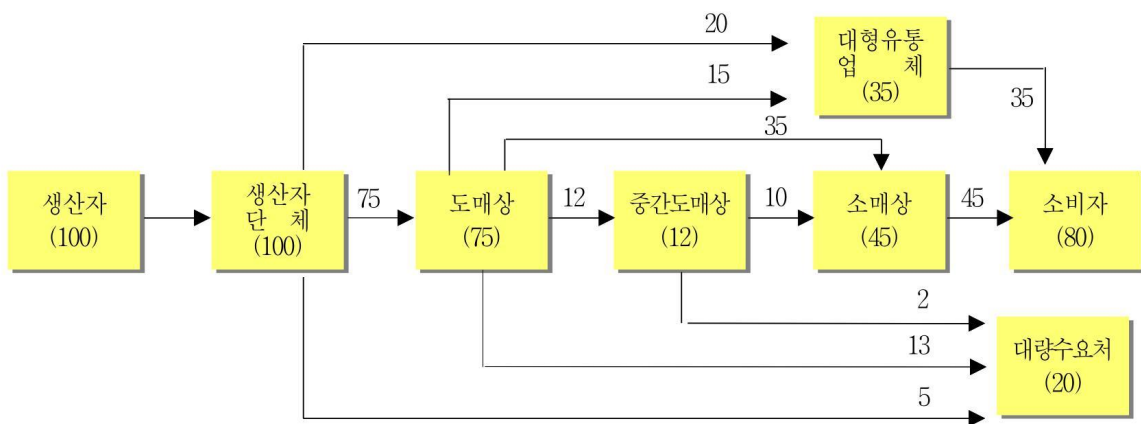 20
대형유통
업 체
(35)
15
35
35
생산자
(100)
생산자
단 체
(100)
75
도매상
(75)
12
중간도매상
(12)
10
소매상
(45)
45
소비자
(80)
2
13
5
대량수요처
(20)